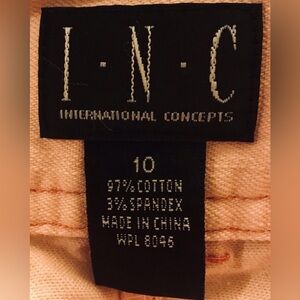 I·N·C
INTERNATIONAL CONCEPTS
10
97% COTTON
3% SPANDEX
MADE IN CHINA
WPL 8046